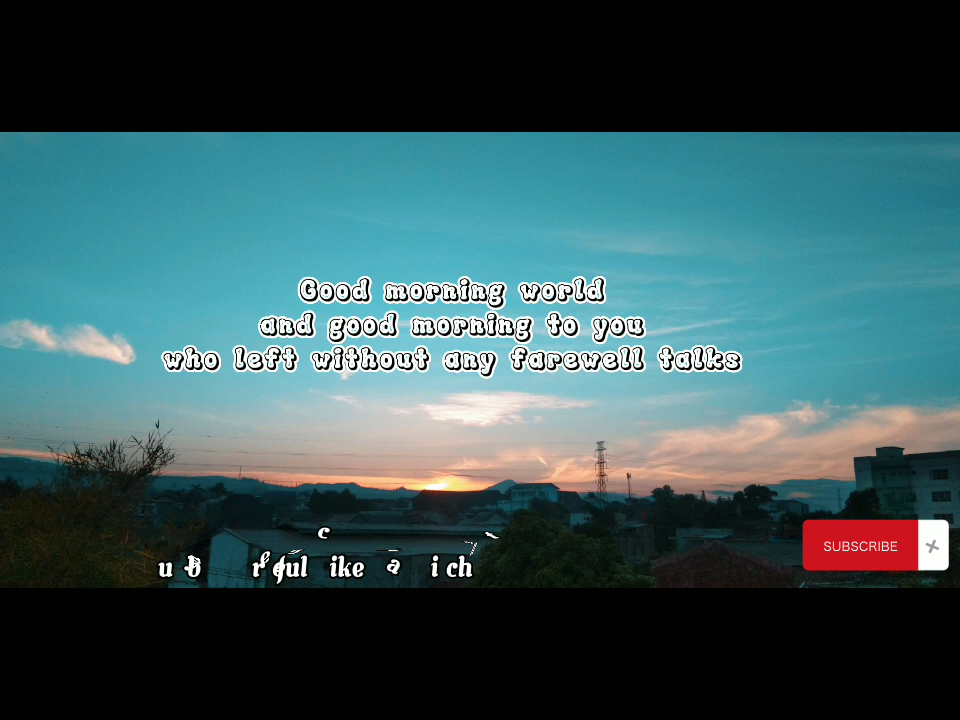 Good morning world
and good morning to you
who left without any farewell talks
SUBSCRIBE